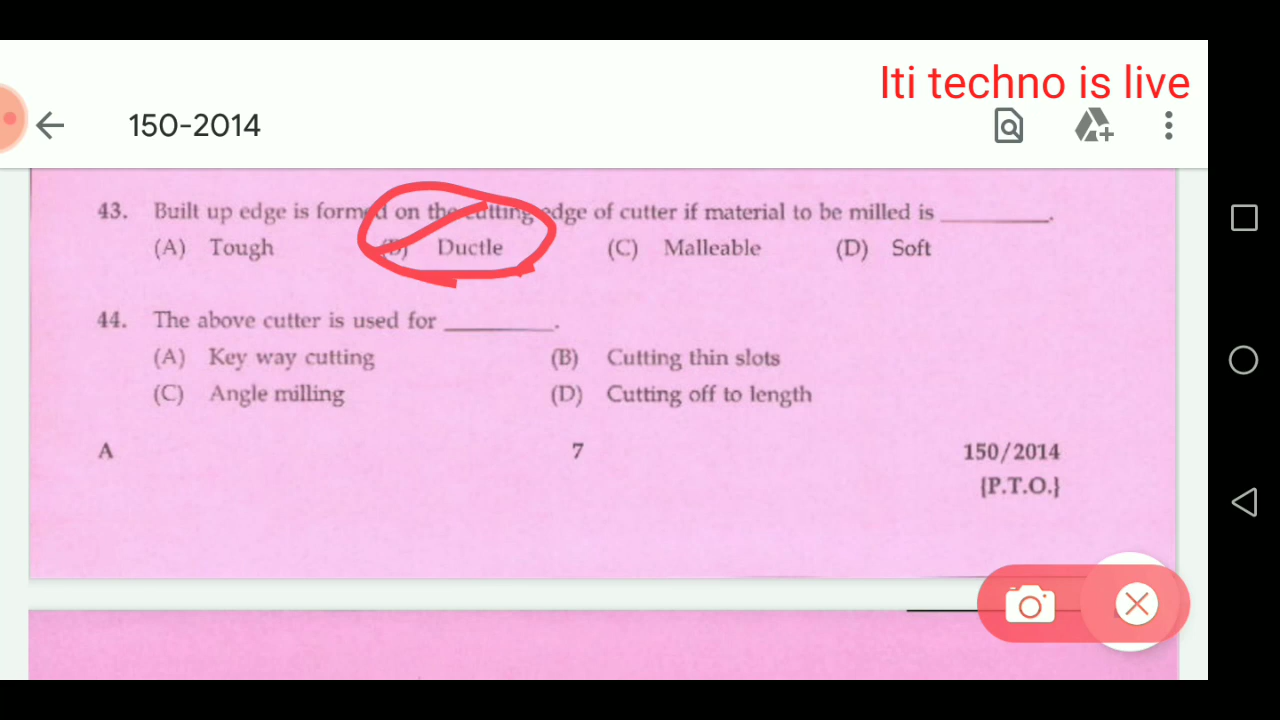 Iti techno is live
150-2014
43. Built up edge is formed on the cutting edge of cutter if material to be milled is ________.
(A) Tough (B) Ductle (C) Malleable (D) Soft
44. The above cutter is used for ________.
(A) Key way cutting (B) Cutting thin slots
(C) Angle milling (D) Cutting off to length
A 7 150/2014
{P.T.O.}